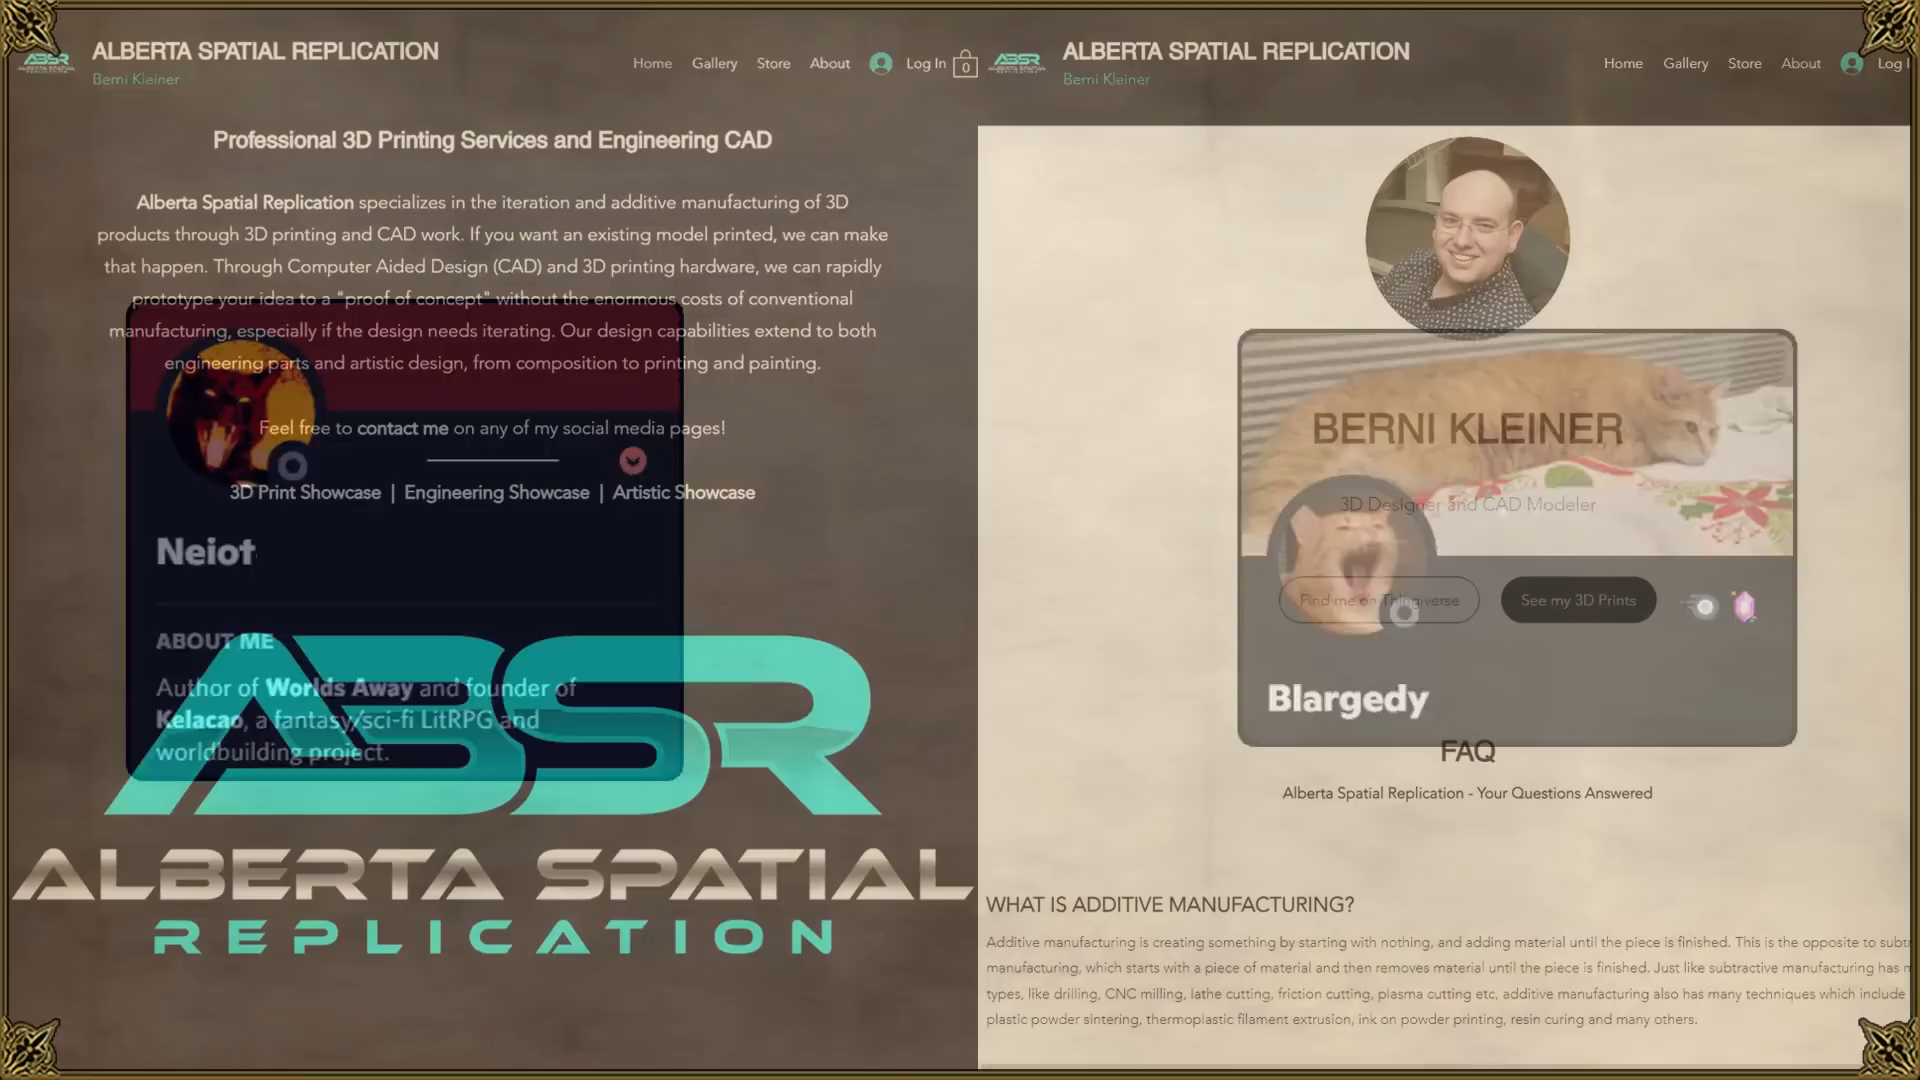 ABSR
ALBERTA SPATIAL REPLICATION
Berni Kleiner
Home
Gallery
Store
About
Log In
0
Professional 3D Printing Services and Engineering CAD
Alberta Spatial Replication specializes in the iteration and additive manufacturing of 3D
products through 3D printing and CAD work. If you want an existing model printed, we can make
that happen. Through Computer Aided Design (CAD) and 3D printing hardware, we can rapidly
prototype your idea to a "proof of concept" without the enormous costs of conventional
manufacturing, especially if the design needs iterating. Our design capabilities extend to both
engineering parts and artistic design, from composition to printing and painting.
Feel free to contact me on any of my social media pages!
3D Print Showcase | Engineering Showcase | Artistic Showcase
Neiot
ABOUT ME
Author of Worlds Away and founder of
Kelacao, a fantasy/sci-fi LitRPG and
worldbuilding project.
ABSR
ALBERTA SPATIAL
REPLICATION
ABSR
ALBERTA SPATIAL REPLICATION
Berni Kleiner
Home
Gallery
Store
About
Log I
BERNI KLEINER
3D Designer and CAD Modeler
Find me on Thingiverse
See my 3D Prints
Blargedy
FAQ
Alberta Spatial Replication - Your Questions Answered
WHAT IS ADDITIVE MANUFACTURING?
Additive manufacturing is creating something by starting with nothing, and adding material until the piece is finished. This is the opposite to subtr
manufacturing, which starts with a piece of material and then removes material until the piece is finished. Just like subtractive manufacturing has m
types, like drilling, CNC milling, lathe cutting, friction cutting, plasma cutting etc, additive manufacturing also has many techniques which include
plastic powder sintering, thermoplastic filament extrusion, ink on powder printing, resin curing and many others.